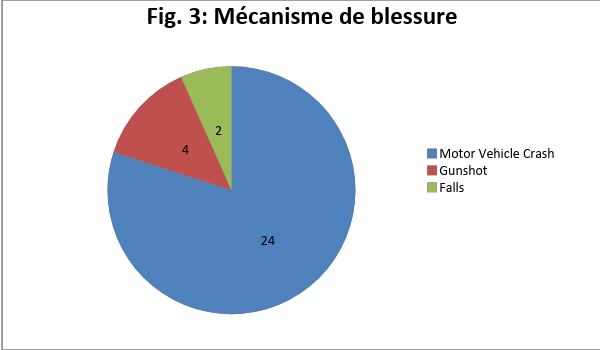 Fig. 3: Mécanisme de blessure
2
4
24
Motor Vehicle Crash
Gunshot
Falls